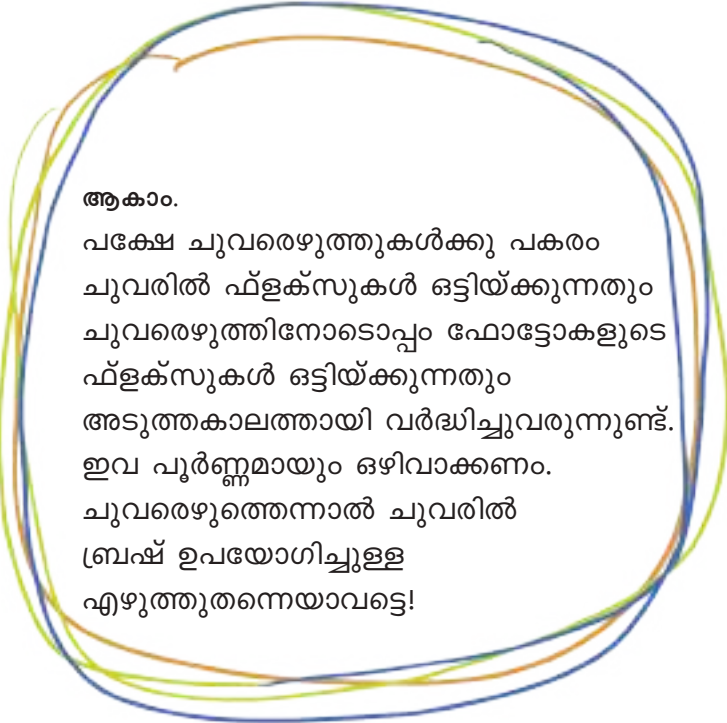 ആകാം.
പക്ഷേ ചുവരെഴുത്തുകൾക്കു പകരം
ചുവരിൽ ഫ്ളക്സുകൾ ഒട്ടിയ്ക്കുന്നതും
ചുവരെഴുത്തിനോടൊപ്പം ഫോട്ടോകളുടെ
ഫ്ളക്സുകൾ ഒട്ടിയ്ക്കുന്നതും
അടുത്തകാലത്തായി വർദ്ധിച്ചുവരുന്നുണ്ട്.
ഇവ പൂർണ്ണമായും ഒഴിവാക്കണം.
ചുവരെഴുത്തെന്നാൽ ചുവരിൽ
ബ്രഷ് ഉപയോഗിച്ചുള്ള
എഴുത്തുതന്നെയാവട്ടെ!